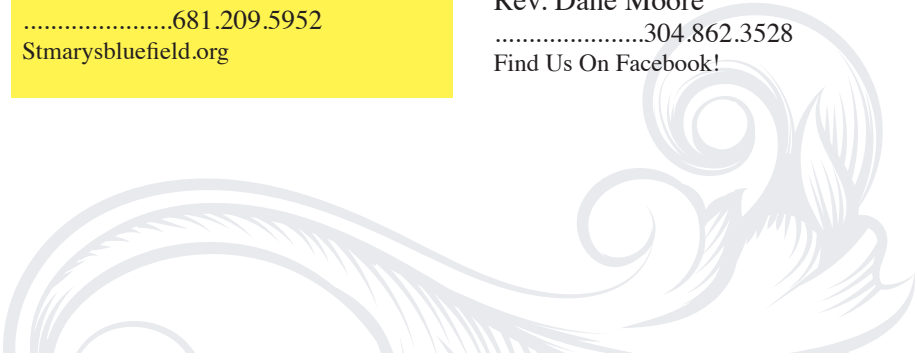 .....................681.209.5952
Stmarysbluefield.org
Rev. Dane Moore
.....................304.862.3528
Find Us On Facebook!